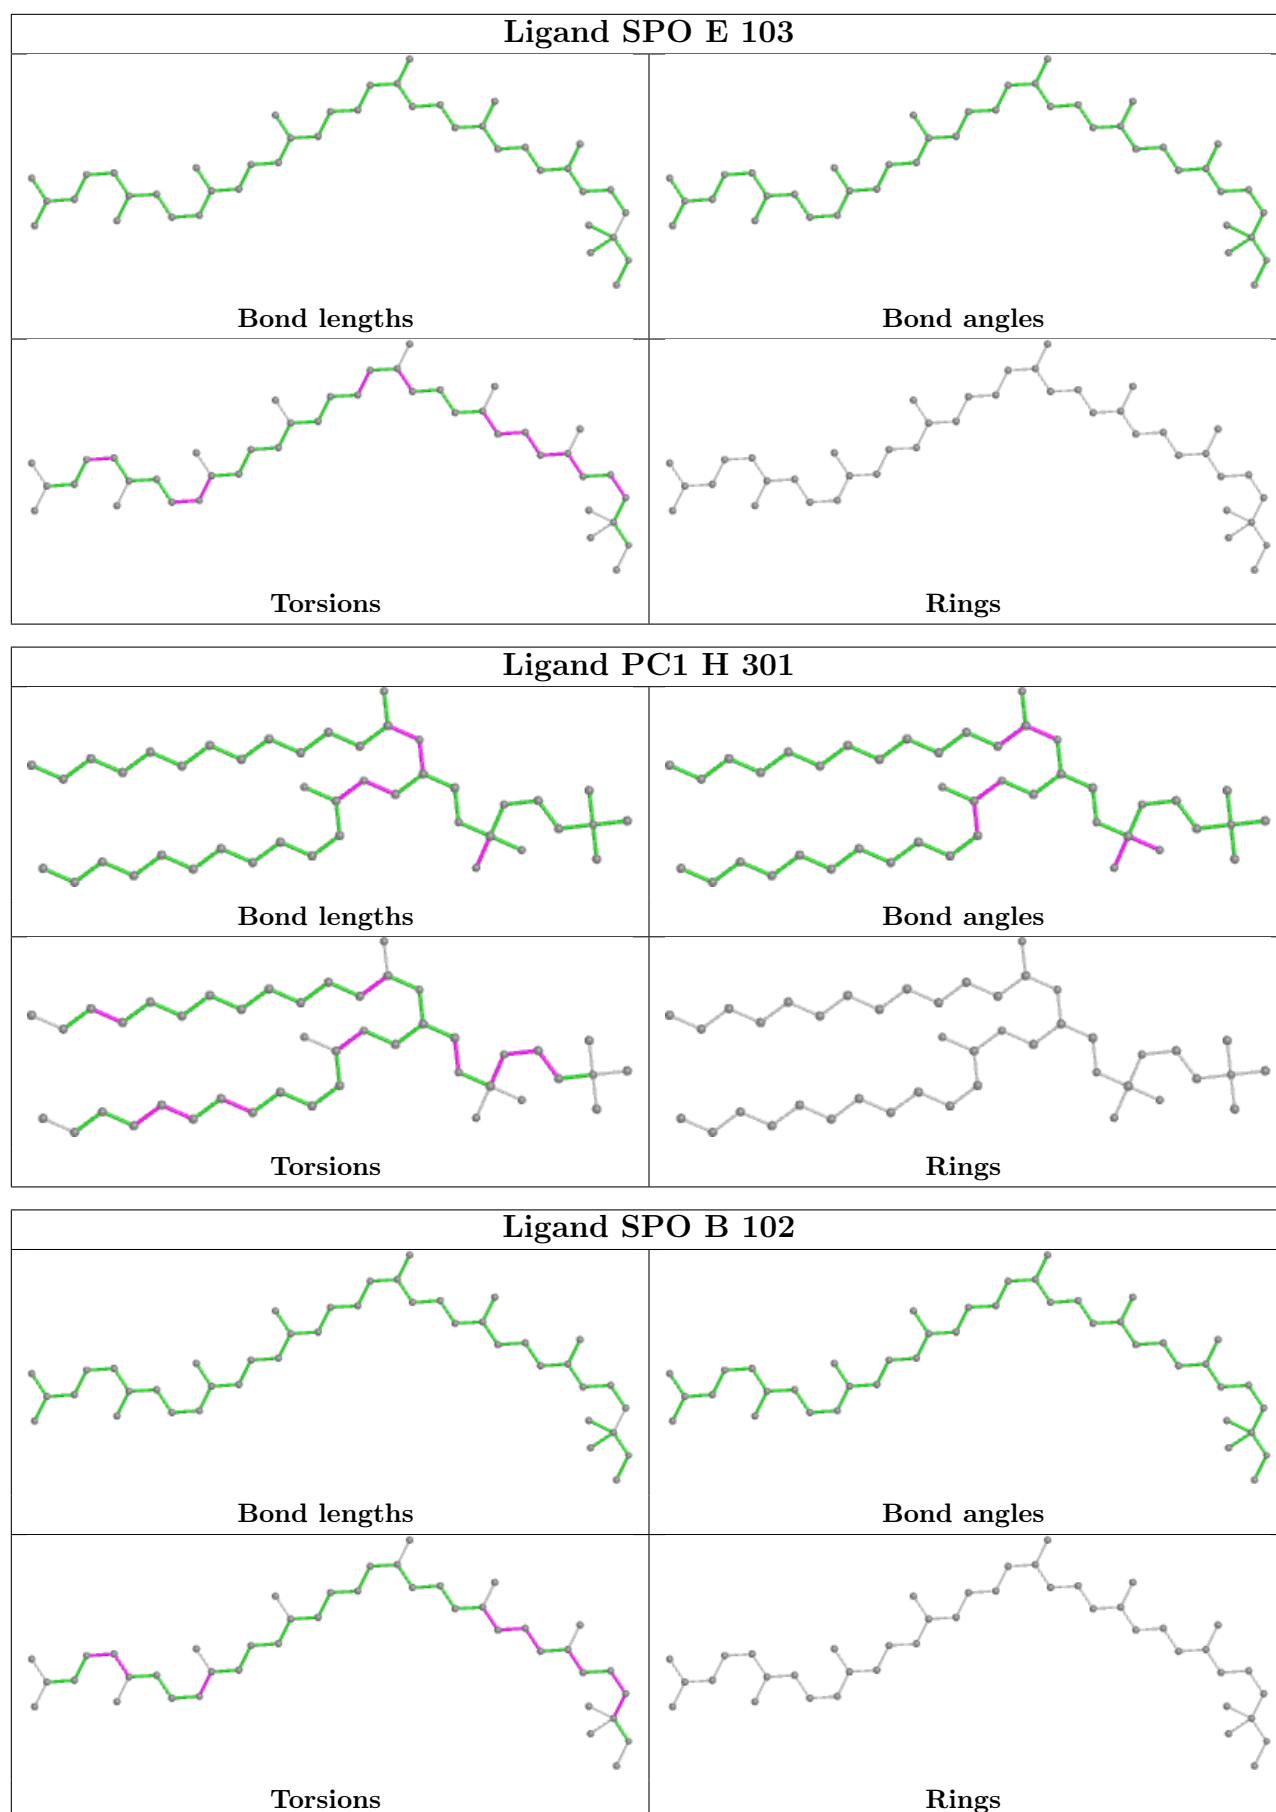 Ligand SPO E 103
Bond lengths
Bond angles
Torsions
Rings
Ligand PC1 H 301
Bond lengths
Bond angles
Torsions
Rings
Ligand SPO B 102
Bond lengths
Bond angles
Torsions
Rings